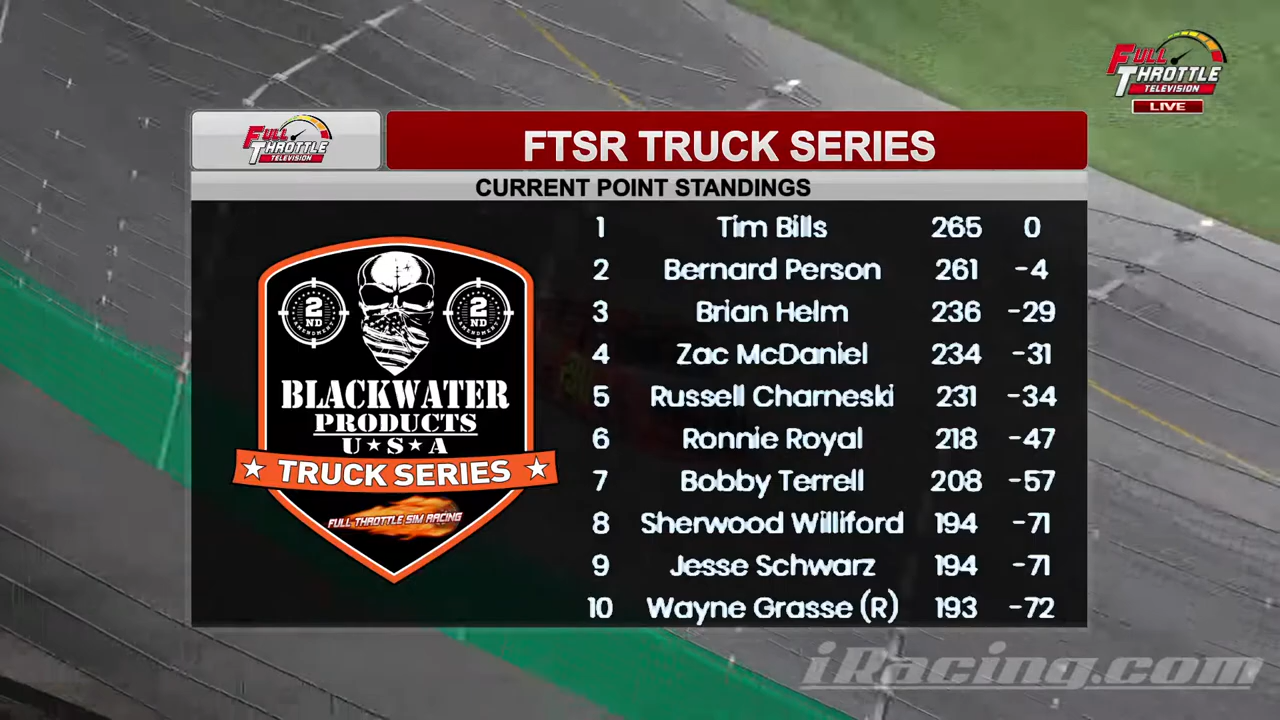 FULL THROTTLE TELEVISION
LIVE
FULL THROTTLE TELEVISION
FTSR TRUCK SERIES
CURRENT POINT STANDINGS
1 Tim Bills 265 0
2 Bernard Person 261 -4
3 Brian Helm 236 -29
4 Zac McDaniel 234 -31
5 Russell Charneski 231 -34
6 Ronnie Royal 218 -47
7 Bobby Terrell 208 -57
8 Sherwood Williford 194 -71
9 Jesse Schwarz 194 -71
10 Wayne Grasse (R) 193 -72
2ND AMENDMENT
2ND AMENDMENT
BLACKWATER
PRODUCTS
U★S★A
★ TRUCK SERIES ★
FULL THROTTLE SIM RACING
iRacing.com